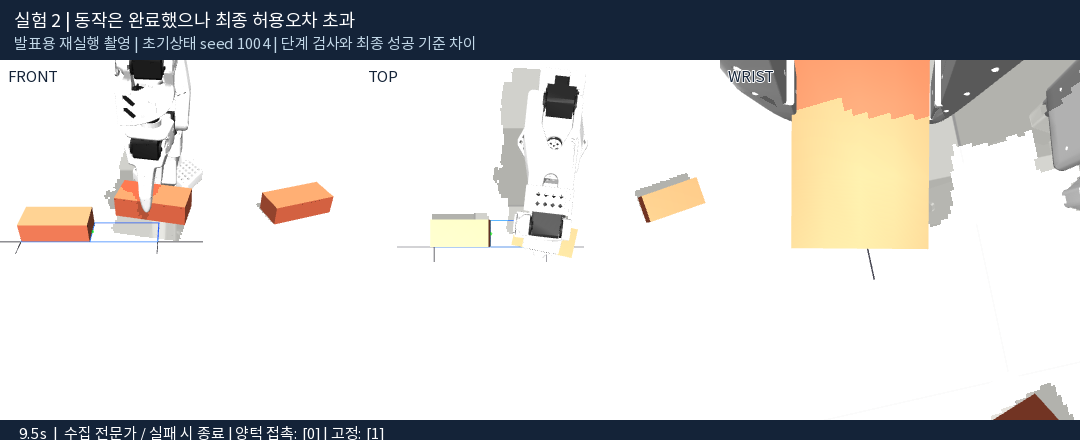 실험 2 | 동작은 완료했으나 최종 허용오차 초과
발표용 재실행 촬영 | 초기상태 seed 1004 | 단계 검사와 최종 성공 기준 차이
FRONT
TOP
WRIST
9.5s | 수집 전문가 / 실패 시 종료 | 양턱 접촉: [0] | 고정: [1]